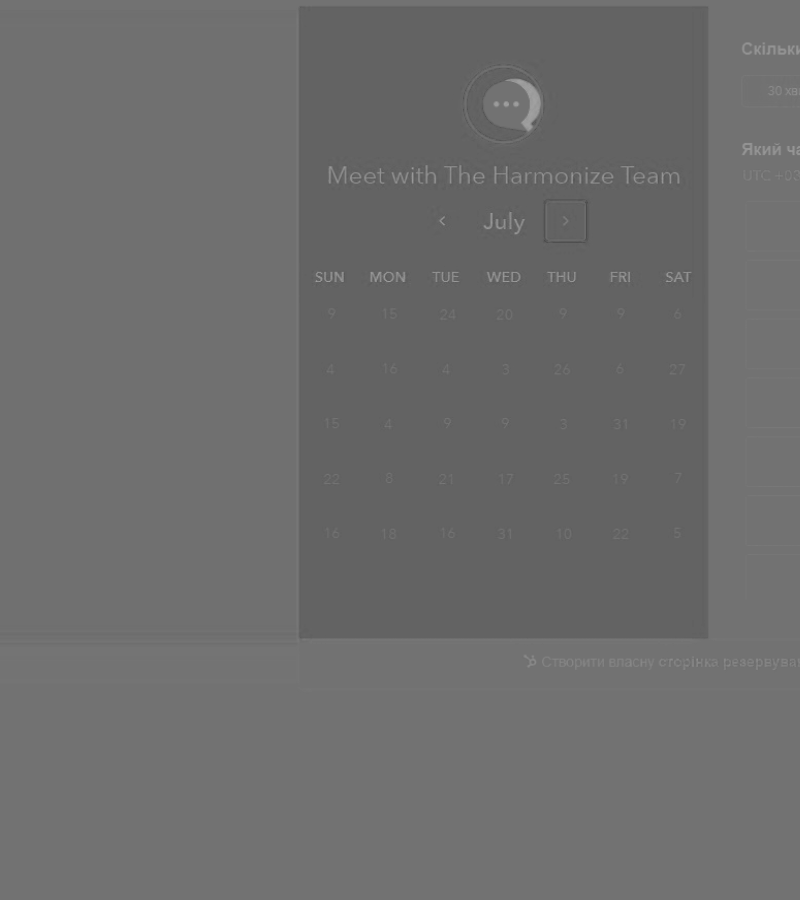 Meet with The Harmonize Team
July
SUN MON TUE WED THU FRI SAT
9 15 24 20 9 9 6
4 16 4 3 26 6 27
15 4 9 9 3 31 19
22 8 21 17 25 19 7
16 18 16 31 10 22 5
Скільки
30 хва
Який ча
UTC +03
Створити власну сторінка резервува